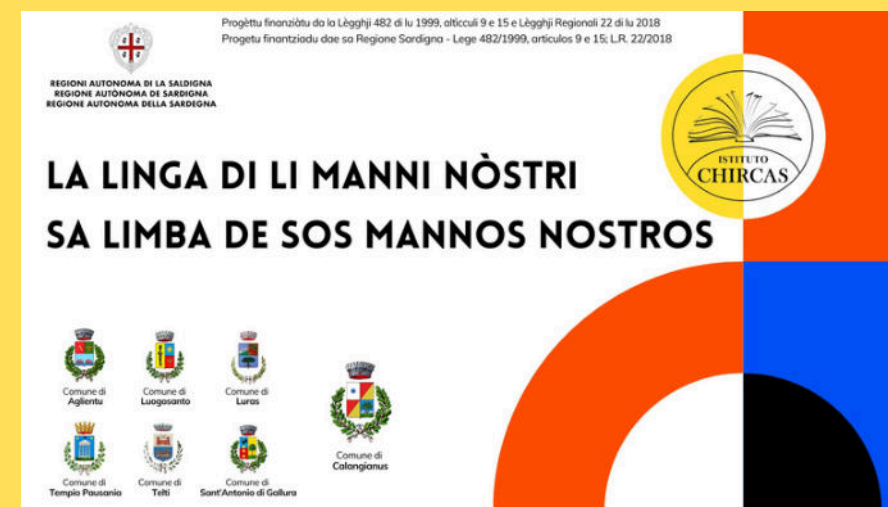 Progèttu finanziàtu da la Lègghji 482 di lu 1999, alticculi 9 e 15 e Lègghji Regionali 22 di lu 2018
Progetu finantziadu dae sa Regione Sardigna - Lege 482/1999, articulos 9 e 15; L.R. 22/2018
REGIONI AUTONOMA DI LA SALDIGNA
REGIONE AUTÒNOMA DE SARDIGNA
REGIONE AUTONOMA DELLA SARDEGNA
ISTITUTO
CHIRCAS
LA LINGA DI LI MANNI NÒSTRI
SA LIMBA DE SOS MANNOS NOSTROS
Comune di
Aglientu
Comune di
Luogosanto
Comune di
Luras
Comune di
Calangianus
Comune di
Tempio Pausania
Comune di
Telti
Comune di
Sant'Antonio di Gallura